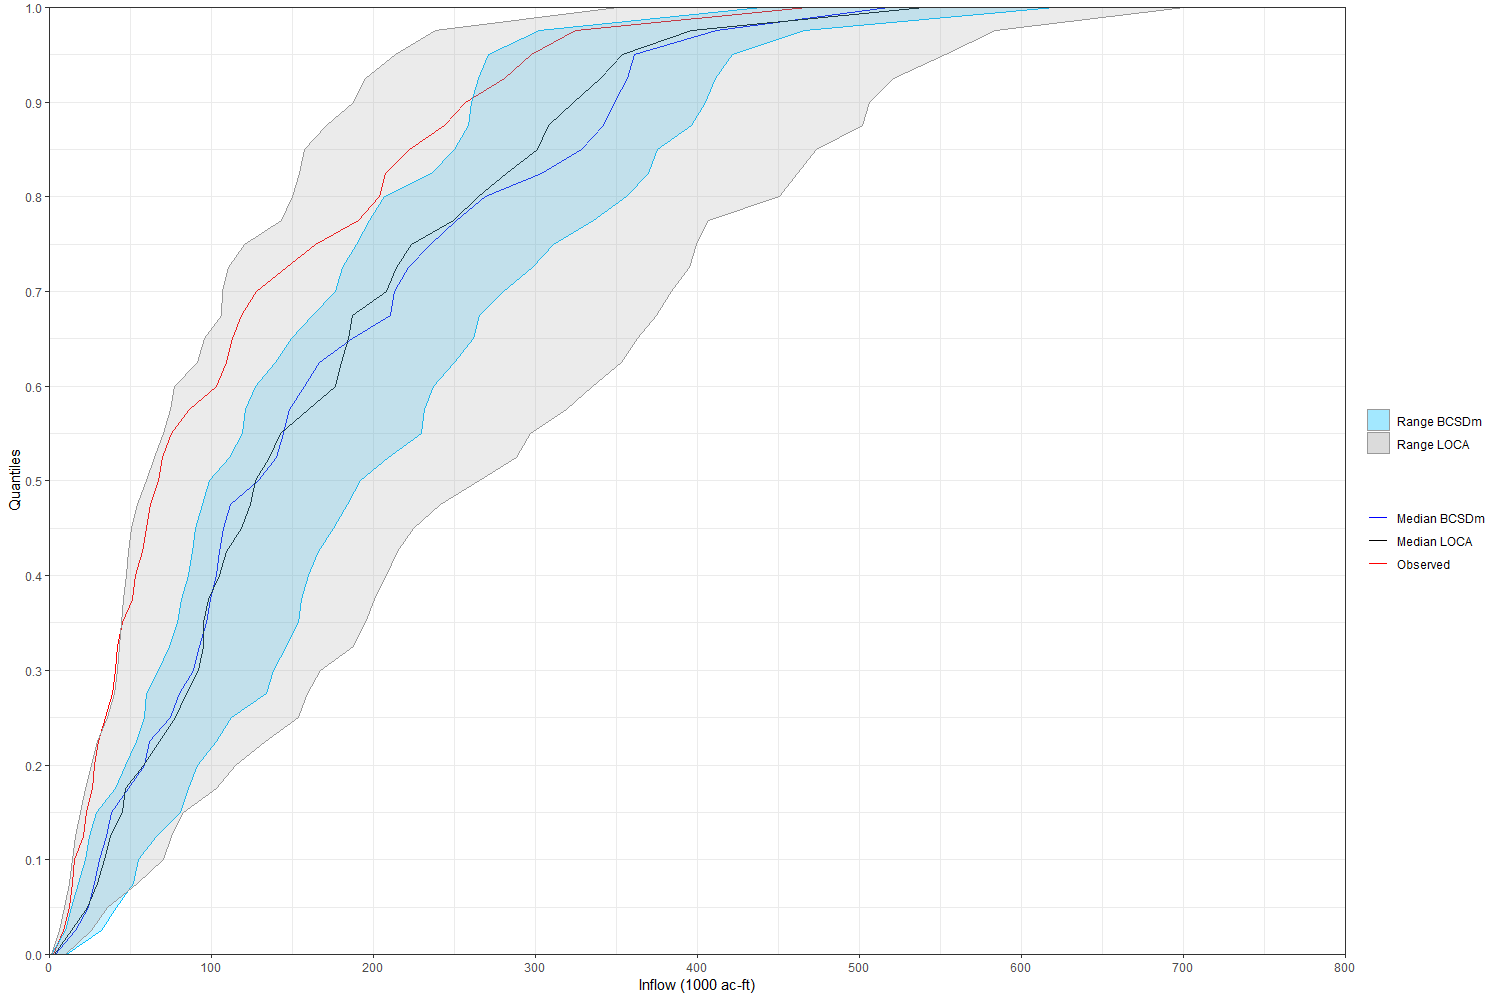 1.0
0.9
0.8
0.7
0.6
0.5
0.4
0.3
0.2
0.1
0.0
Quantiles
0 100 200 300 400 500 600 700 800
Inflow (1000 ac-ft)
Range BCSDm
Range LOCA
Median BCSDm
Median LOCA
Observed